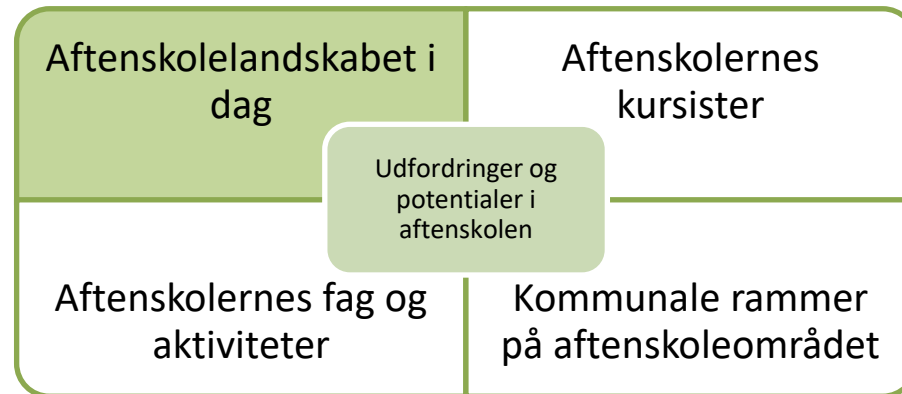 Aftenskolelandskabet i
dag
Aftenskolernes
kursister
Udfordringer og
potentialer i
aftenskolen
Aftenskolernes fag og
aktiviteter
Kommunale rammer
på aftenskoleområdet